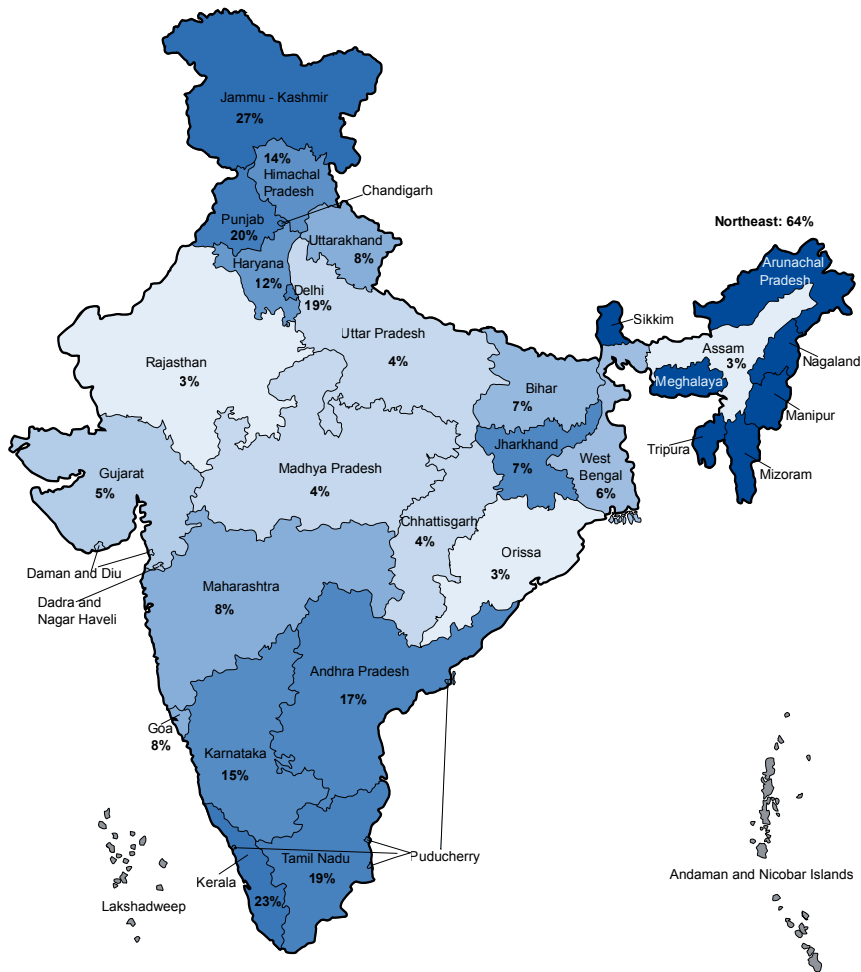 Jammu - Kashmir
27%
14%
Himachal
Pradesh
Chandigarh
Punjab
20%
Uttarakhand
8%
Northeast: 64%
Haryana
12%
Arunachal
Pradesh
Delhi
19%
Sikkim
Uttar Pradesh
4%
Assam
3%
Nagaland
Rajasthan
3%
Meghalaya
Bihar
7%
Manipur
Jharkhand
7%
Tripura
West
Bengal
6%
Mizoram
Gujarat
5%
Madhya Pradesh
4%
Chhattisgarh
4%
Orissa
3%
Daman and Diu
Dadra and
Nagar Haveli
Maharashtra
8%
Andhra Pradesh
17%
Goa
8%
Karnataka
15%
Puducherry
Tamil Nadu
19%
Kerala
23%
Lakshadweep
Andaman and Nicobar Islands